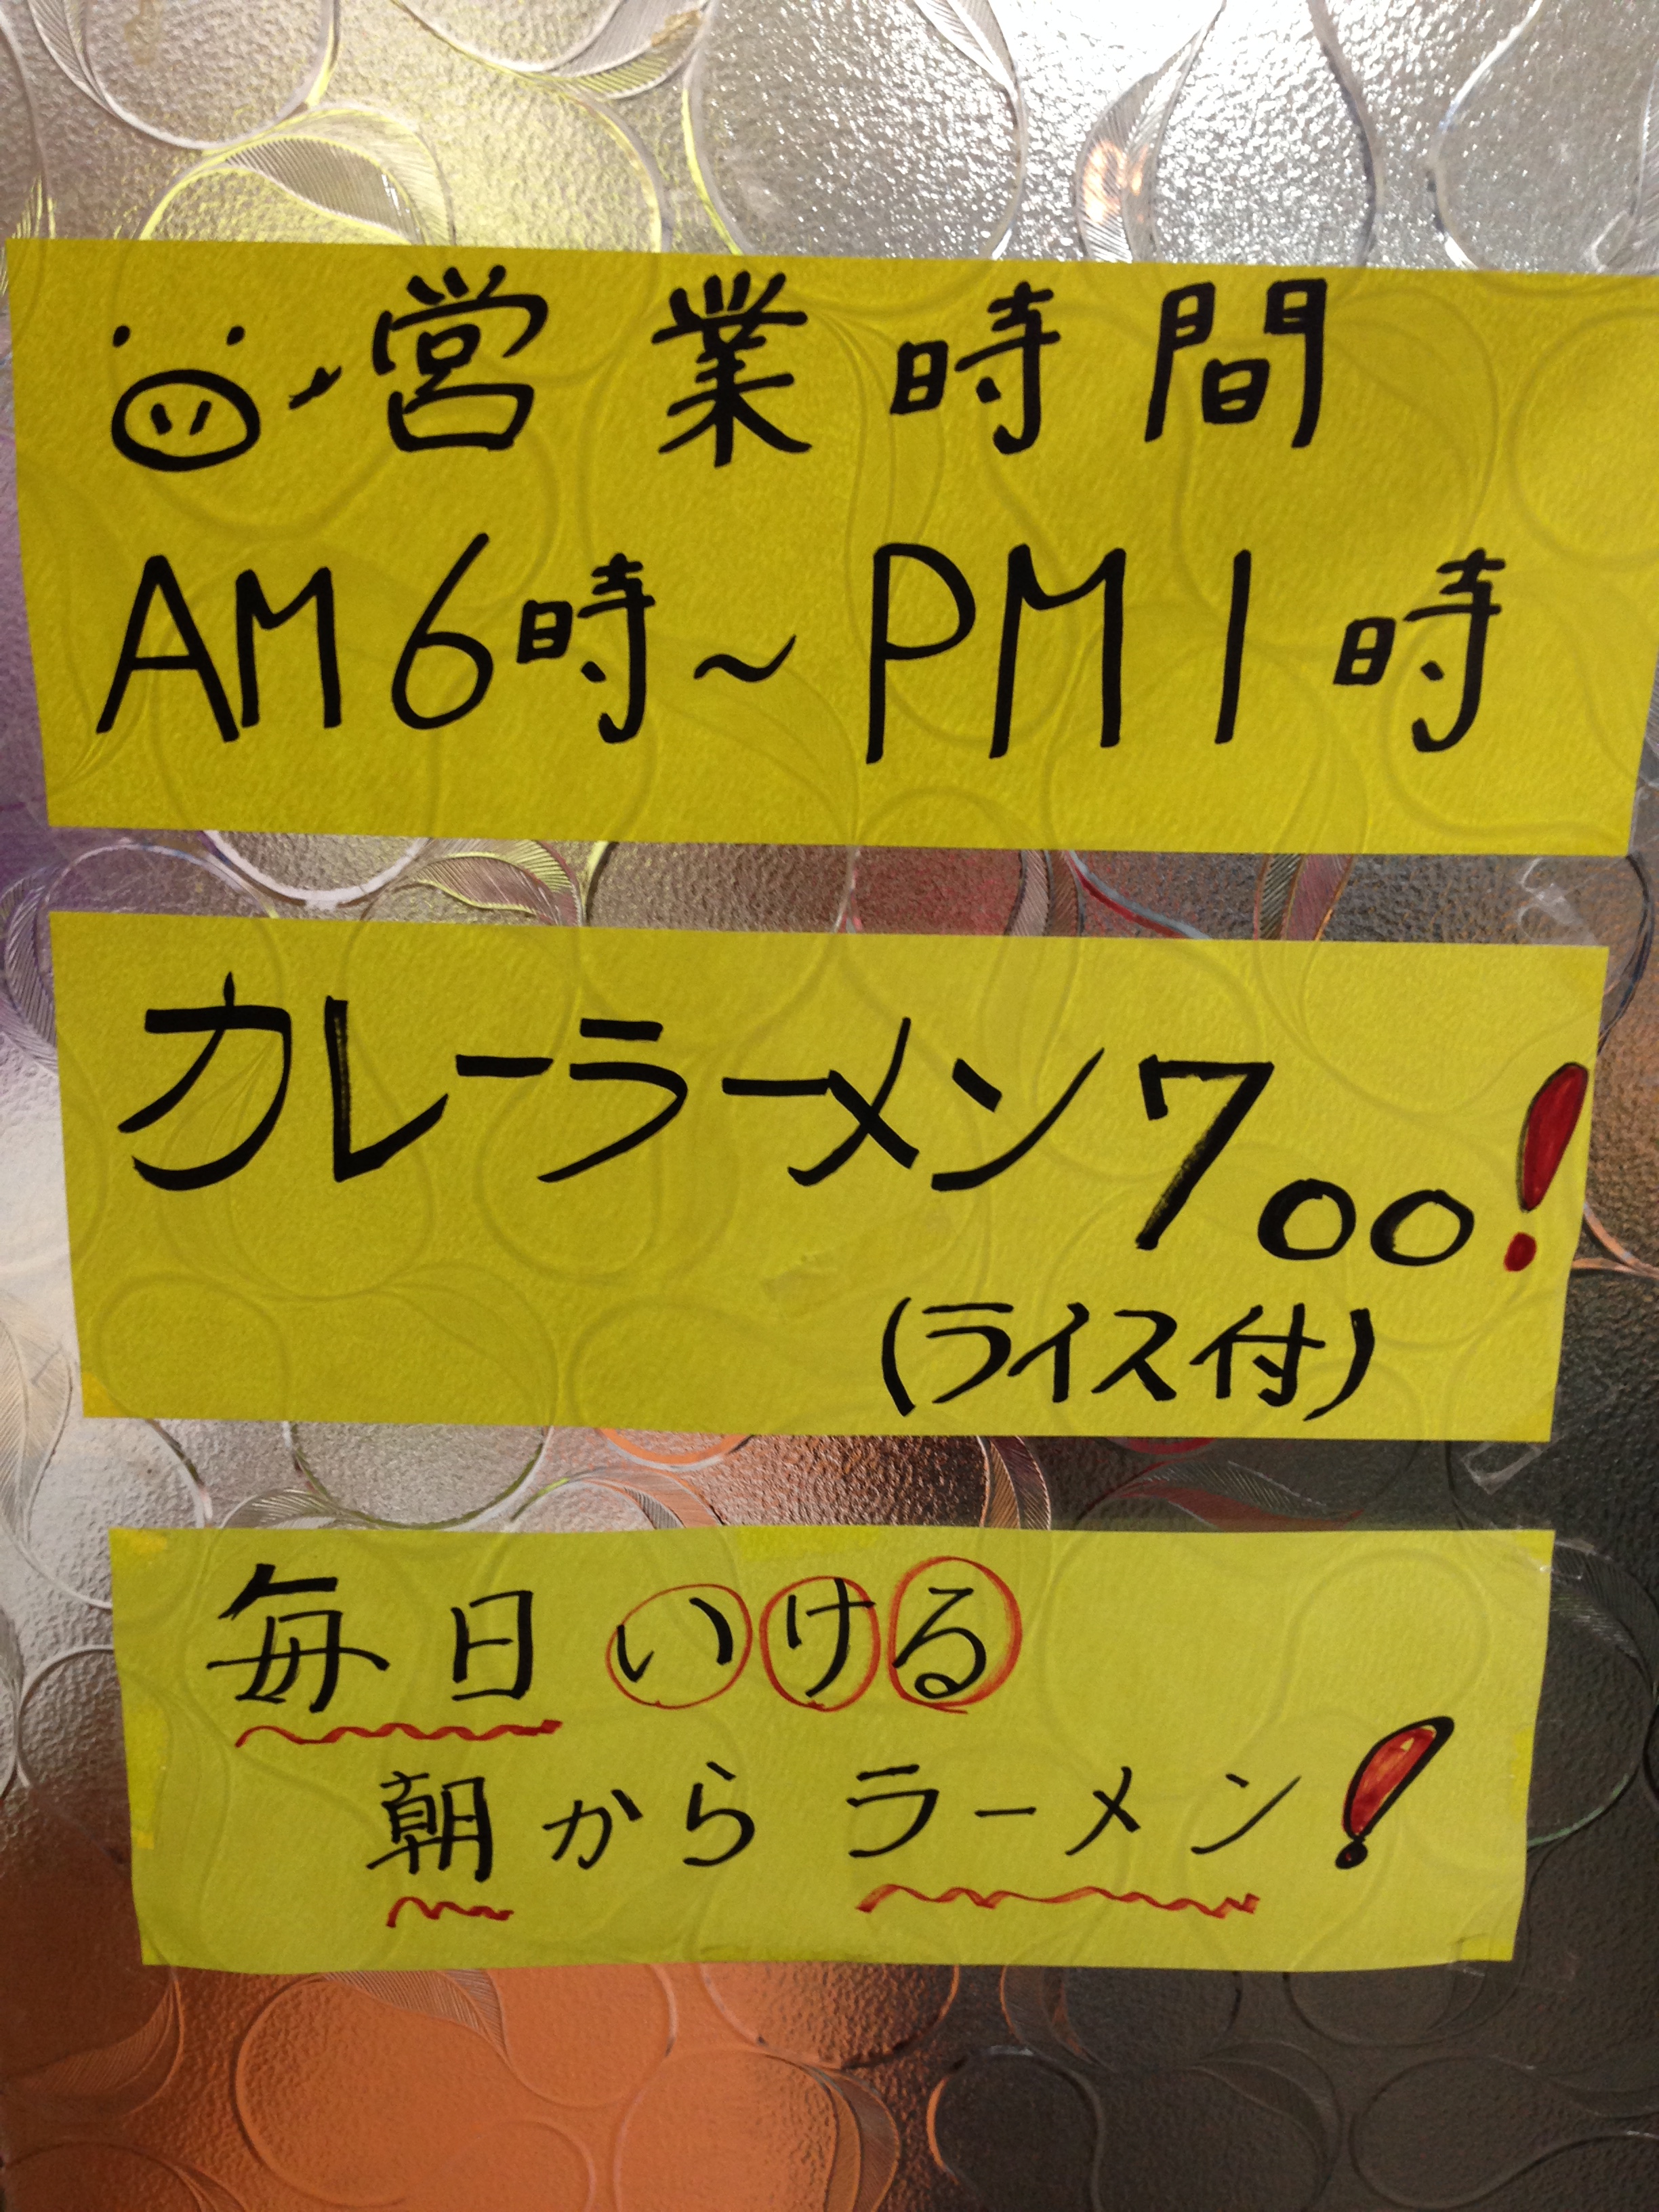 営業時間
AM6時～PM1時
カレーラーメン700!
(ライス付)
毎日いける
朝からラーメン!